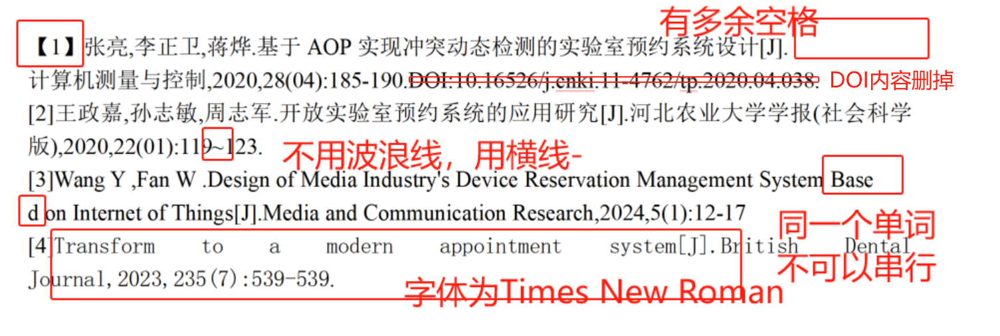 有多余空格
【1】张亮,李正卫,蒋烨.基于 AOP 实现冲突动态检测的实验室预约系统设计[J].
计算机测量与控制,2020,28(04):185-190.DOI:10.16526/j.cnki.11-4762/tp.2020.04.038. DOI内容删掉
[2]王政嘉,孙志敏,周志军.开放实验室预约系统的应用研究[J].河北农业大学学报(社会科学
版),2020,22(01):119~123.
不用波浪线，用横线-
[3]Wang Y ,Fan W .Design of Media Industry's Device Reservation Management System Base
d on Internet of Things[J].Media and Communication Research,2024,5(1):12-17
同一个单词
不可以串行
[4]Transform to a modern appointment system[J].British Dental
Journal,2023,235(7):539-539.
字体为Times New Roman